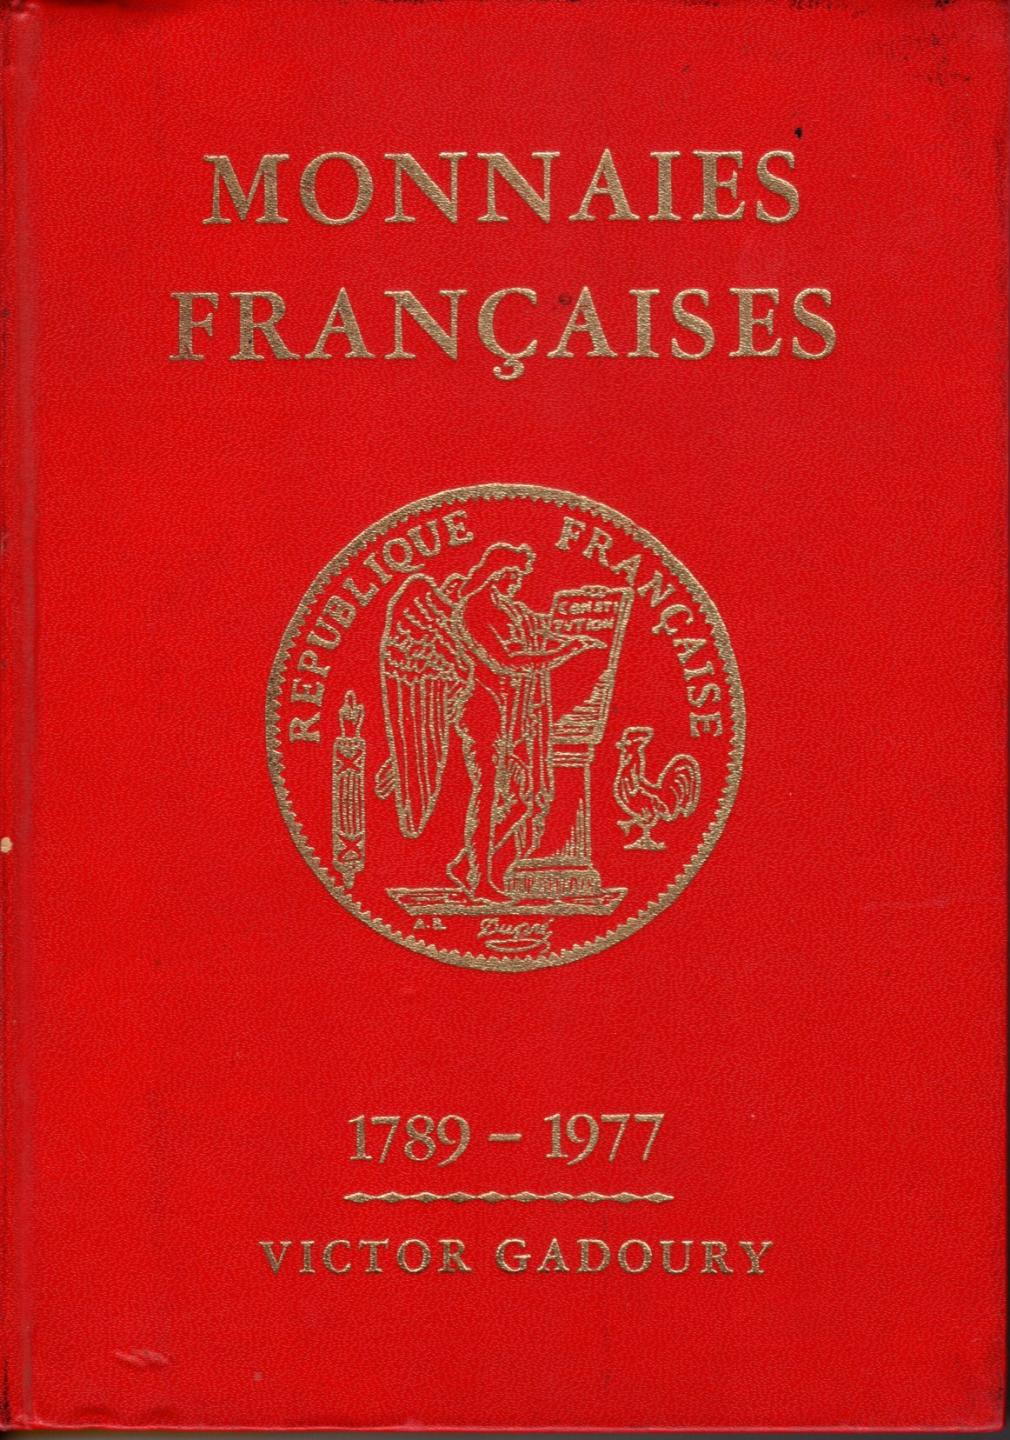 MONNAIES
FRANÇAISES
REPUBLIQUE FRANÇAISE
CONSTI
TUTION
A.B. Dupré
1789 – 1977
VICTOR GADOURY